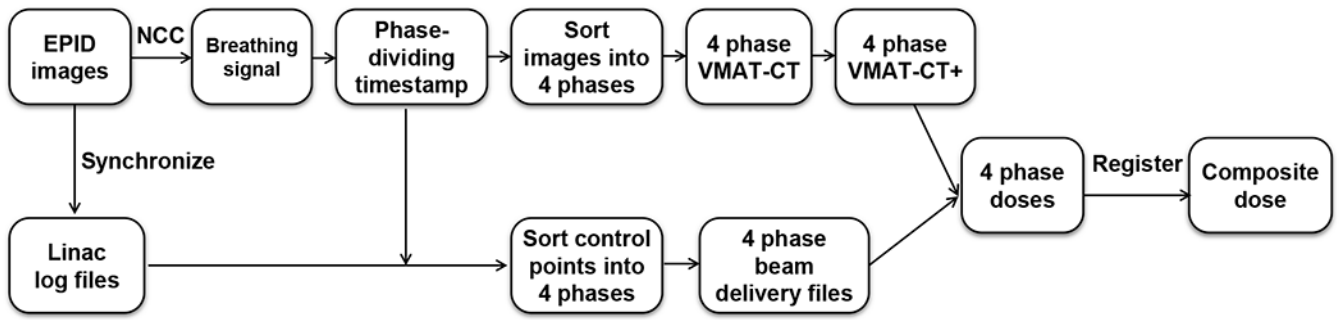 EPID
images
NCC
Breathing
signal
Phase-
dividing
timestamp
Sort
images into
4 phases
4 phase
VMAT-CT
4 phase
VMAT-CT+
Synchronize
4 phase
doses
Register
Composite
dose
Linac
log files
Sort control
points into
4 phases
4 phase
beam
delivery files